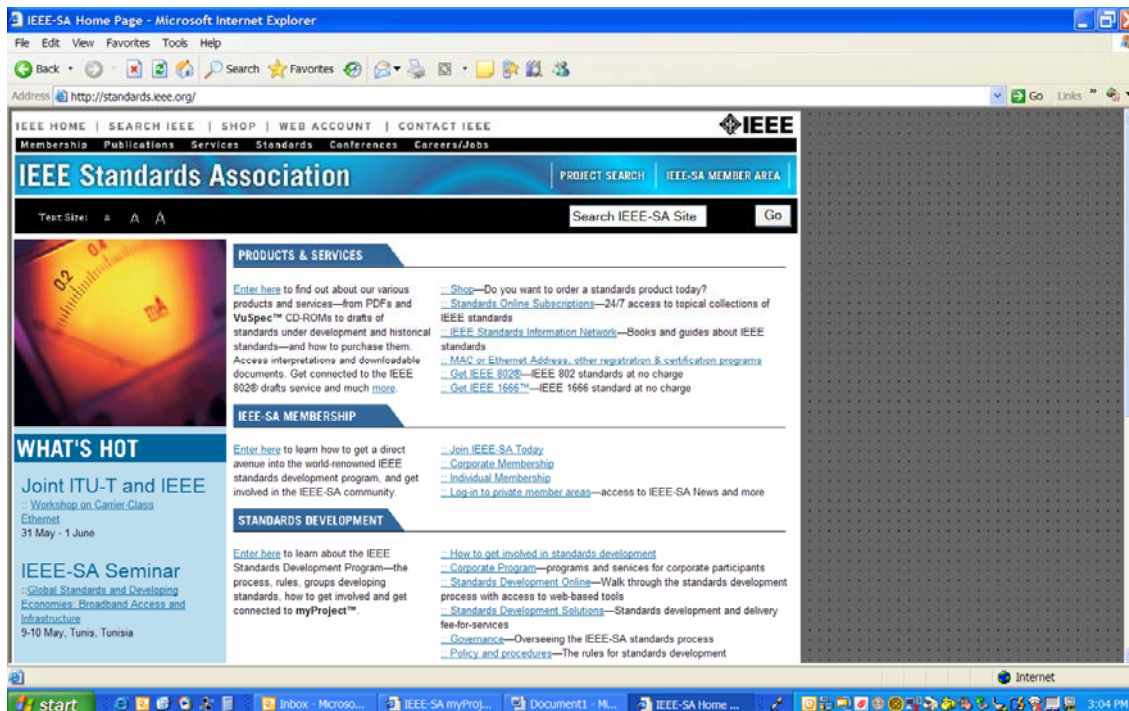 IEEE-SA Home Page - Microsoft Internet Explorer
File Edit View Favorites Tools Help
Back Search Favorites
Address http://standards.ieee.org/ Go Links »
IEEE HOME | SEARCH IEEE | SHOP | WEB ACCOUNT | CONTACT IEEE IEEE
Membership Publications Services Standards Conferences Careers/Jobs
IEEE Standards Association PROJECT SEARCH IEEE-SA MEMBER AREA
Text Size: A A A Search IEEE-SA Site Go
0.2 0.4
mA
PRODUCTS & SERVICES
Enter here to find out about our various
products and services—from PDFs and
VuSpec™ CD-ROMs to drafts of
standards under development and historical
standards—and how to purchase them.
Access interpretations and downloadable
documents. Get connected to the IEEE
802® drafts service and much more.
:: Shop—Do you want to order a standards product today?
:: Standards Online Subscriptions—24/7 access to topical collections of
IEEE standards
:: IEEE Standards Information Network—Books and guides about IEEE
standards
:: MAC or Ethernet Address, other registration & certification programs
:: Get IEEE 802®—IEEE 802 standards at no charge
:: Get IEEE 1666™—IEEE 1666 standard at no charge
IEEE-SA MEMBERSHIP
Enter here to learn how to get a direct
avenue into the world-renowned IEEE
standards development program, and get
involved in the IEEE-SA community.
:: Join IEEE-SA Today
:: Corporate Membership
:: Individual Membership
:: Log-in to private member areas—access to IEEE-SA News and more
STANDARDS DEVELOPMENT
Enter here to learn about the IEEE
Standards Development Program—the
process, rules, groups developing
standards, how to get involved and get
connected to myProject™.
:: How to get involved in standards development
:: Corporate Program—programs and services for corporate participants
:: Standards Development Online—Walk through the standards development
process with access to web-based tools
:: Standards Development Solutions—Standards development and delivery
fee-for-services
:: Governance—Overseeing the IEEE-SA standards process
:: Policy and procedures—The rules for standards development
WHAT'S HOT
Joint ITU-T and IEEE
:: Workshop on Carrier-Class
Ethernet
31 May - 1 June
IEEE-SA Seminar
::Global Standards and Developing
Economies: Broadband Access and
Infrastructure
9-10 May, Tunis, Tunisia
Internet
start Inbox - Microso... IEEE-SA myProj... Document1 - Mi... IEEE-SA Home ... 3:04 PM